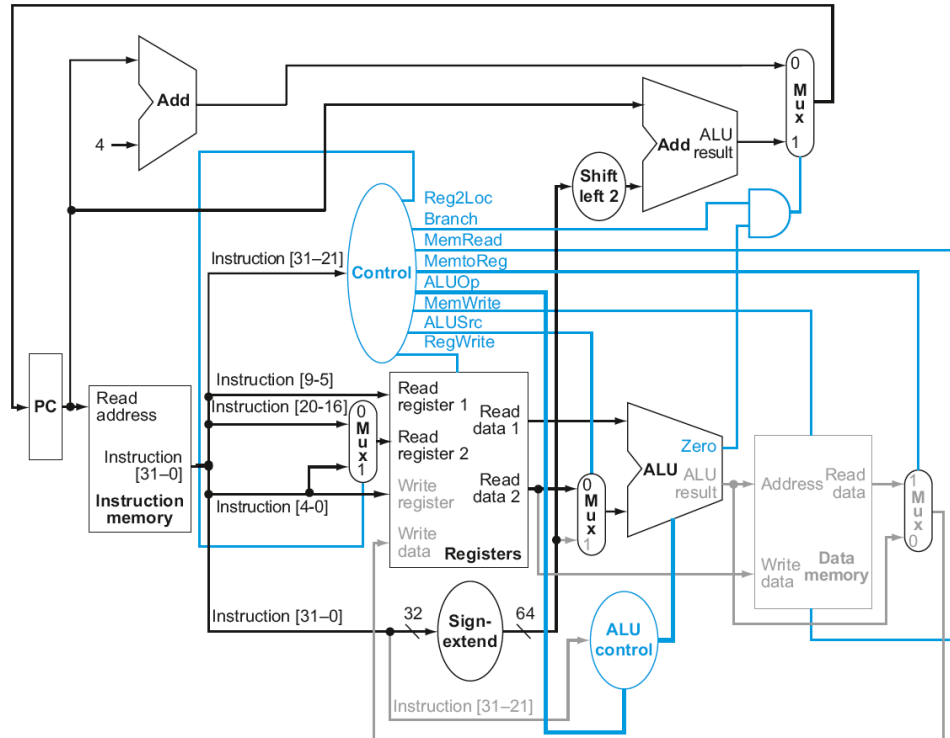 0
M
u
x
1
Add
4
Add
ALU
result
Shift
left 2
Reg2Loc
Branch
MemRead
MemtoReg
ALUOp
MemWrite
ALUSrc
RegWrite
Instruction [31–21]
Control
PC
Read
address
Instruction
[31–0]
Instruction
memory
Instruction [9-5]
Instruction [20-16]
Instruction [4-0]
0
M
u
x
1
Read
register 1
Read
register 2
Write
register
Write
data
Read
data 1
Read
data 2
Registers
0
M
u
x
1
Zero
ALU
ALU
result
Address
Read
data
Write
data
Data
memory
1
M
u
x
0
Instruction [31–0]
32
Sign-
extend
64
ALU
control
Instruction [31–21]